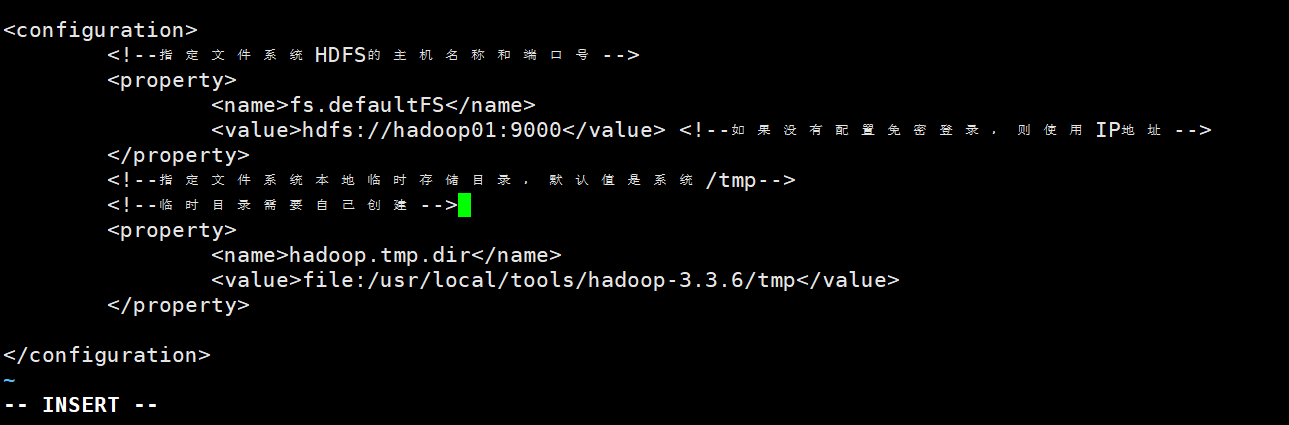 <configuration>
<!--指定文件系统HDFS的主机名称和端口号-->
<property>
<name>fs.defaultFS</name>
<value>hdfs://hadoop01:9000</value> <!--如果没有配置免密登录，则使用IP地址-->
</property>
<!--指定文件系统本地临时存储目录，默认值是系统/tmp-->
<!--临时目录需要自己创建-->
<property>
<name>hadoop.tmp.dir</name>
<value>file:/usr/local/tools/hadoop-3.3.6/tmp</value>
</property>
</configuration>
~
-- INSERT --